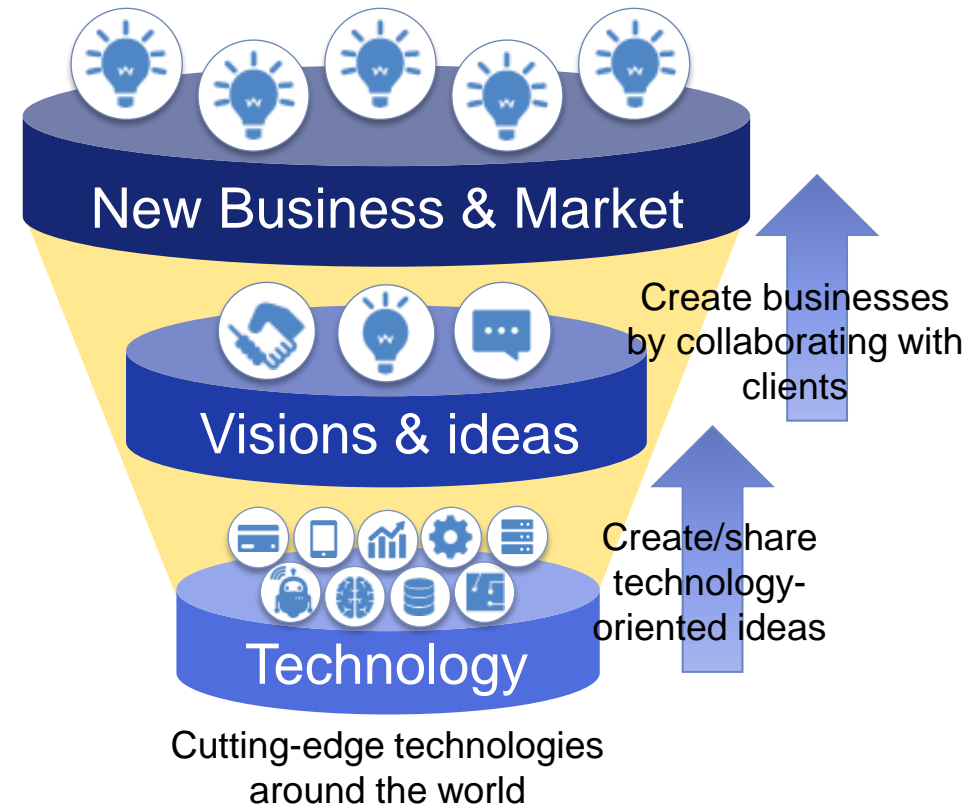 New Business & Market
Create businesses
by collaborating with
clients
Visions & ideas
Create/share
technology-
oriented ideas
Technology
Cutting-edge technologies
around the world